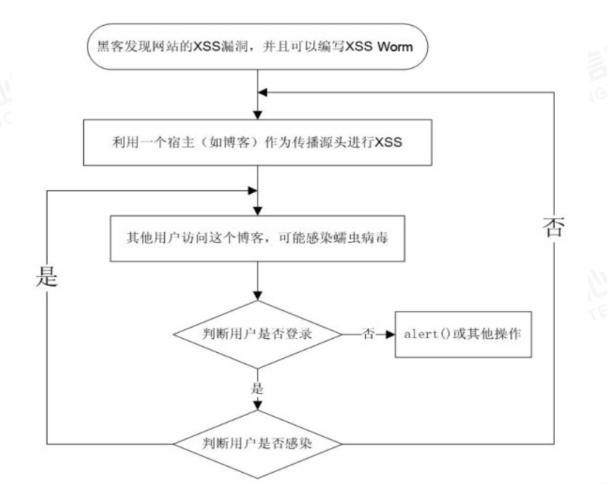 黑客发现网站的XSS漏洞，并且可以编写XSS Worm
利用一个宿主（如博客）作为传播源头进行XSS
其他用户访问这个博客，可能感染蠕虫病毒
否
是
判断用户是否登录
否
alert()或其他操作
是
判断用户是否感染